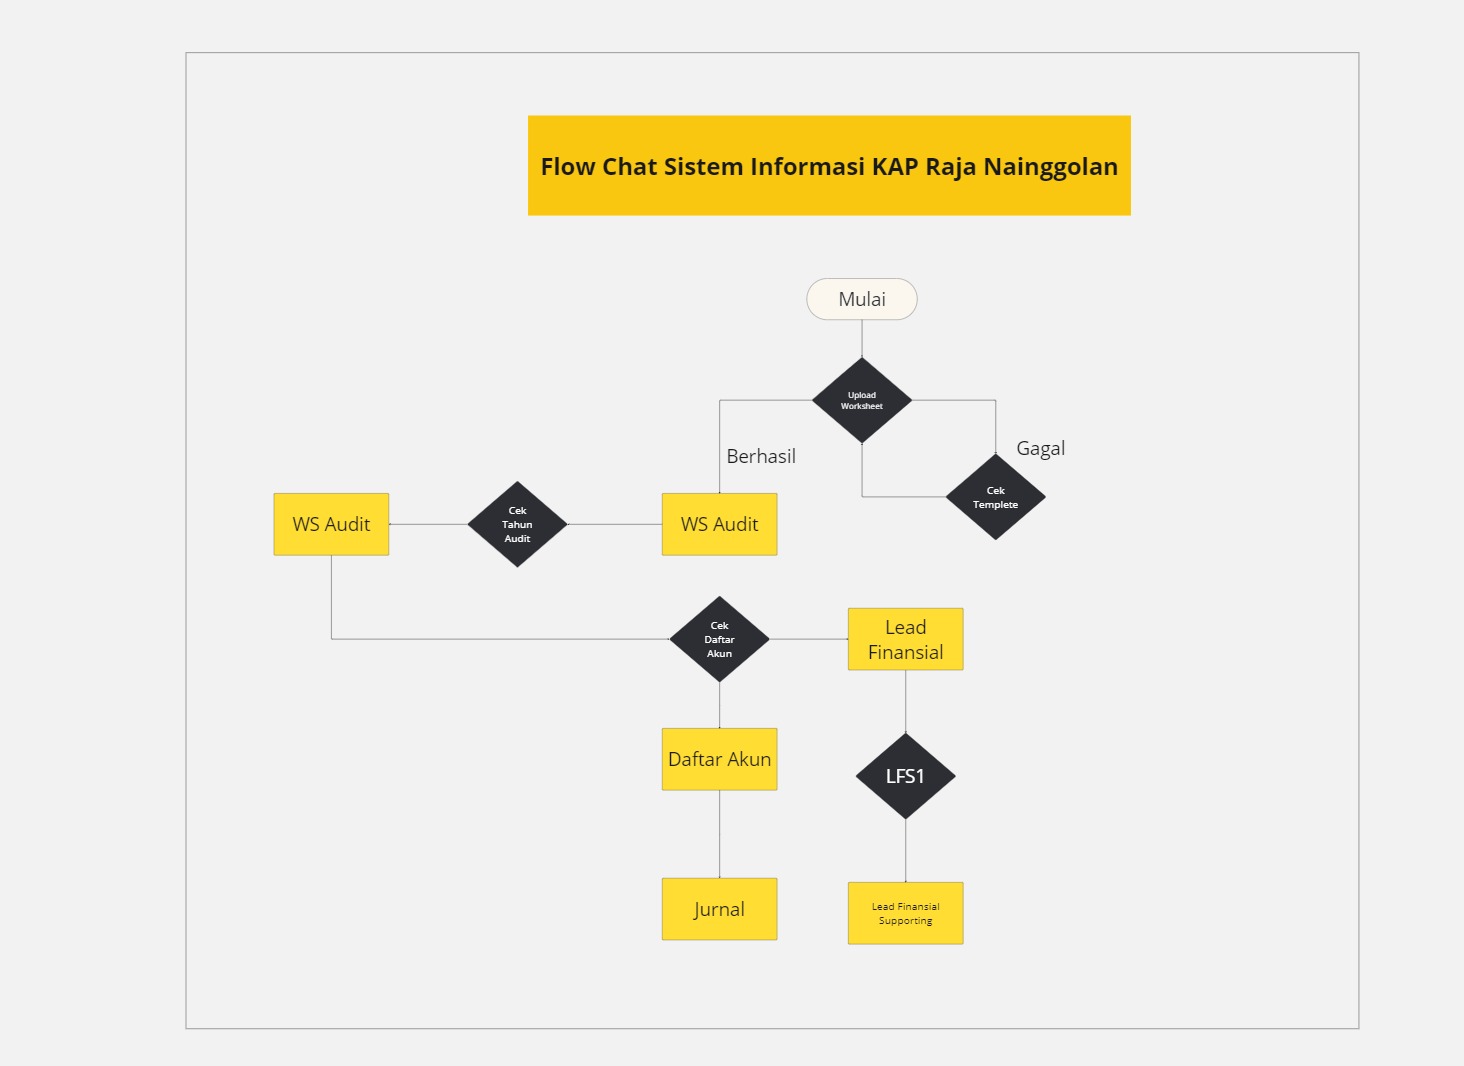 Flow Chat Sistem Informasi KAP Raja Nainggolan
Mulai
Upload
Worksheet
Berhasil
Gagal
Cek
Templete
WS Audit
Cek
Tahun
Audit
WS Audit
Cek
Daftar
Akun
Lead
Finansial
Daftar Akun
LFS1
Jurnal
Lead Finansial
Supporting